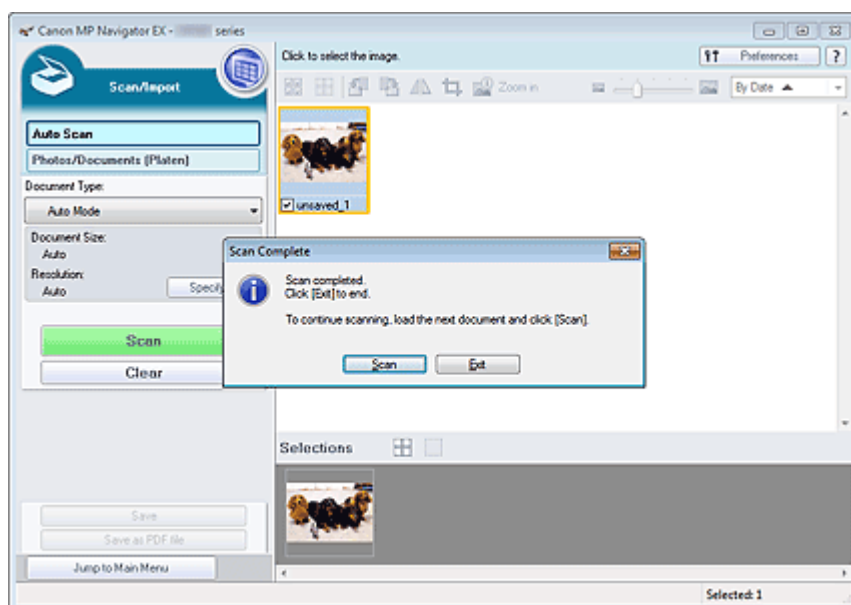 Canon MP Navigator EX - series
Scan/Import
Click to select the image.
Preferences
?
Zoom in
By Date
Auto Scan
Photos/Documents (Platen)
Document Type:
Auto Mode
Document Size:
Auto
Resolution:
Auto
Specify
Scan
Clear
unsaved_1
Scan Complete
Scan completed.
Click [Exit] to end.
To continue scanning, load the next document and click [Scan].
Scan
Exit
Selections
Save
Save as PDF file
Jump to Main Menu
Selected: 1